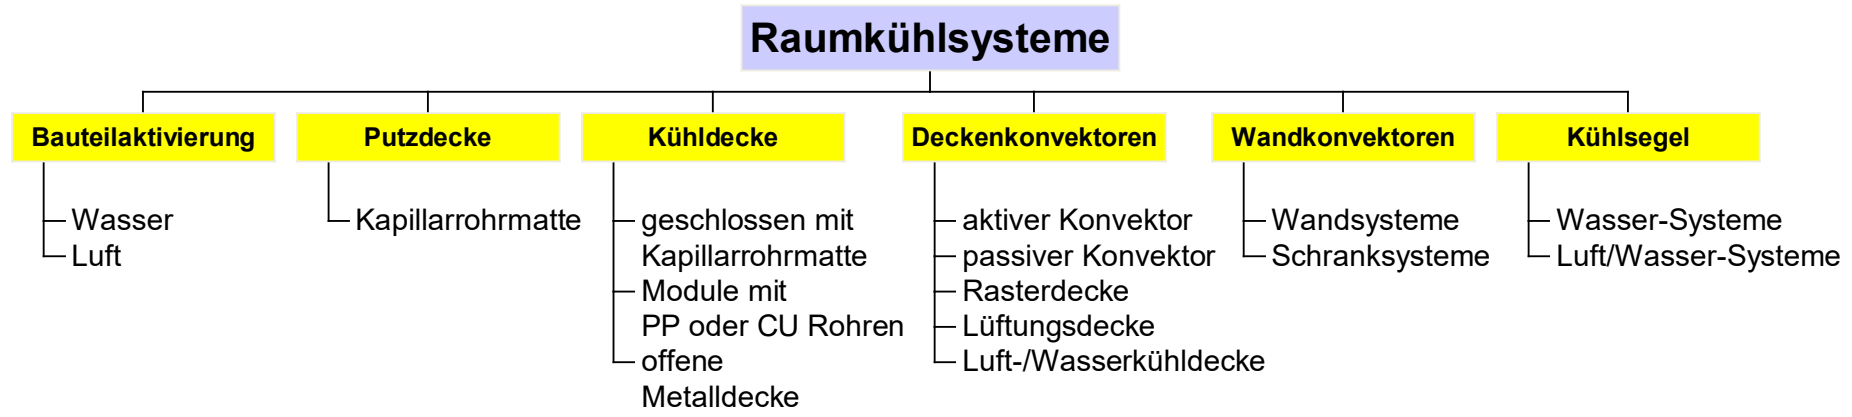 Raumkühlsysteme
Bauteilaktivierung
Wasser
Luft
Putzdecke
Kapillarrohrmatte
Kühldecke
geschlossen mit
Kapillarrohrmatte
Module mit
PP oder CU Rohren
offene
Metalldecke
Deckenkonvektoren
aktiver Konvektor
passiver Konvektor
Rasterdecke
Lüftungsdecke
Luft-/Wasserkühldecke
Wandkonvektoren
Wandsysteme
Schranksysteme
Kühlsegel
Wasser-Systeme
Luft/Wasser-Systeme